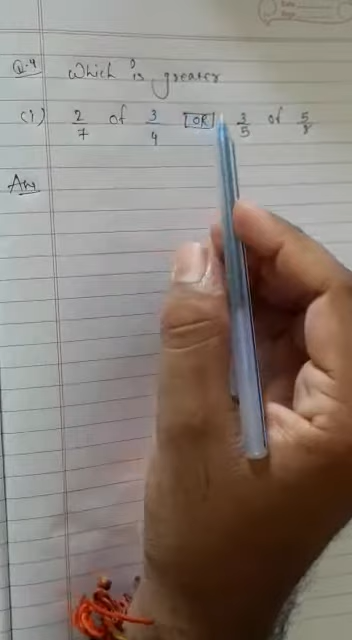 Q-4 Which is greater
(i) 2/7 of 3/4 OR 3/5 of 5/8
Ans